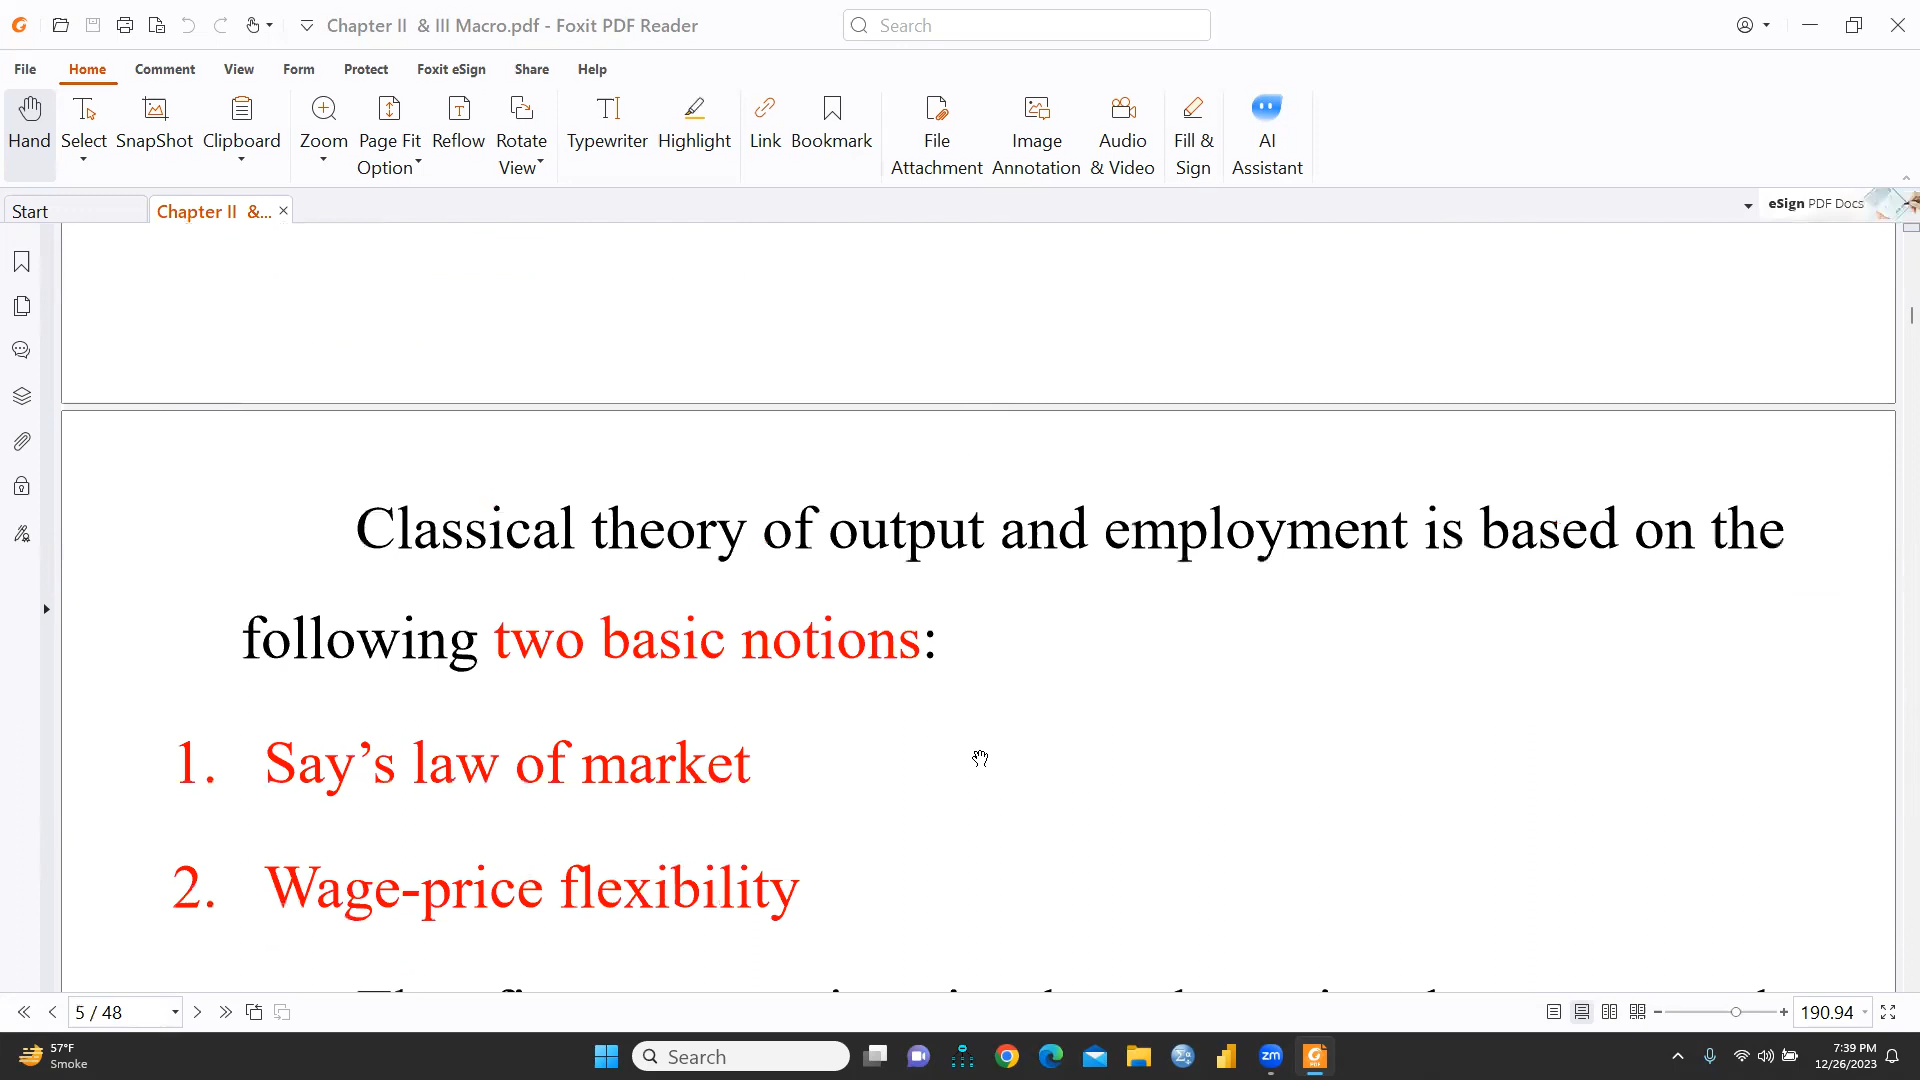 Chapter II & III Macro.pdf - Foxit PDF Reader
Search
File Home Comment View Form Protect Foxit eSign Share Help
Hand Select SnapShot Clipboard Zoom Page Fit Option Reflow Rotate View Typewriter Highlight Link Bookmark File Attachment Image Annotation Audio & Video Fill & Sign AI Assistant
Start Chapter II &... eSign PDF Docs
Classical theory of output and employment is based on the
following two basic notions:
1. Say’s law of market
2. Wage-price flexibility
5 / 48 190.94
57°F
Smoke
Search
zm
7:39 PM
12/26/2023